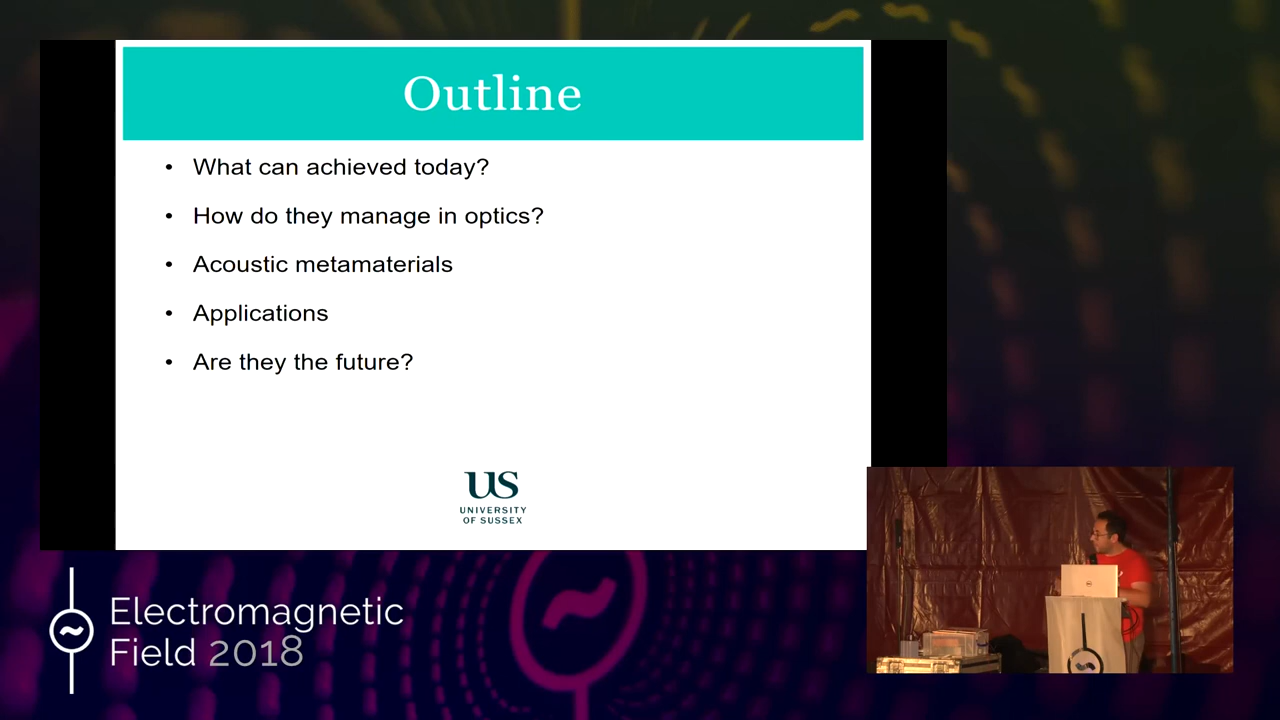 Outline
• What can achieved today?
• How do they manage in optics?
• Acoustic metamaterials
• Applications
• Are they the future?
US
UNIVERSITY
OF SUSSEX
Electromagnetic
Field 2018